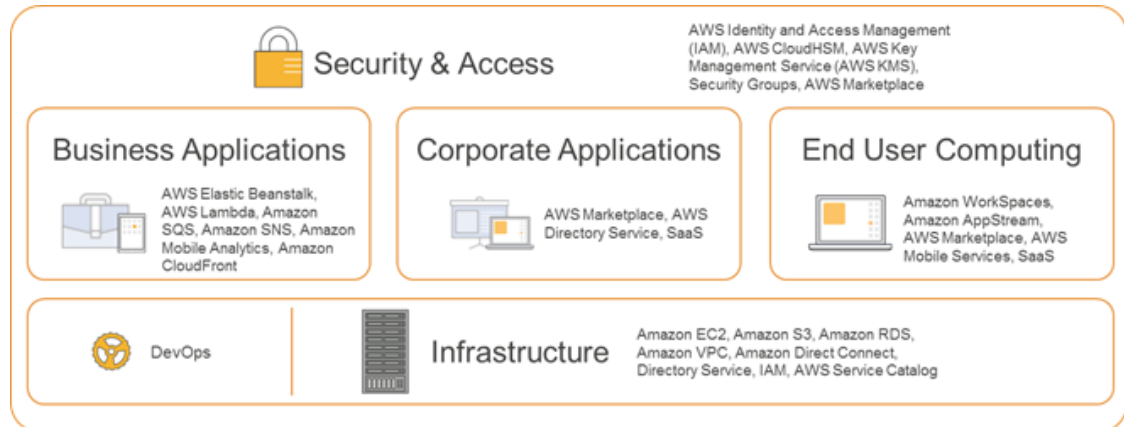 Security & Access
AWS Identity and Access Management
(IAM), AWS CloudHSM, AWS Key
Management Service (AWS KMS),
Security Groups, AWS Marketplace
Business Applications
AWS Elastic Beanstalk,
AWS Lambda, Amazon
SQS, Amazon SNS, Amazon
Mobile Analytics, Amazon
CloudFront
Corporate Applications
AWS Marketplace, AWS
Directory Service, SaaS
End User Computing
Amazon WorkSpaces,
Amazon AppStream,
AWS Marketplace, AWS
Mobile Services, SaaS
DevOps
Infrastructure
Amazon EC2, Amazon S3, Amazon RDS,
Amazon VPC, Amazon Direct Connect,
Directory Service, IAM, AWS Service Catalog